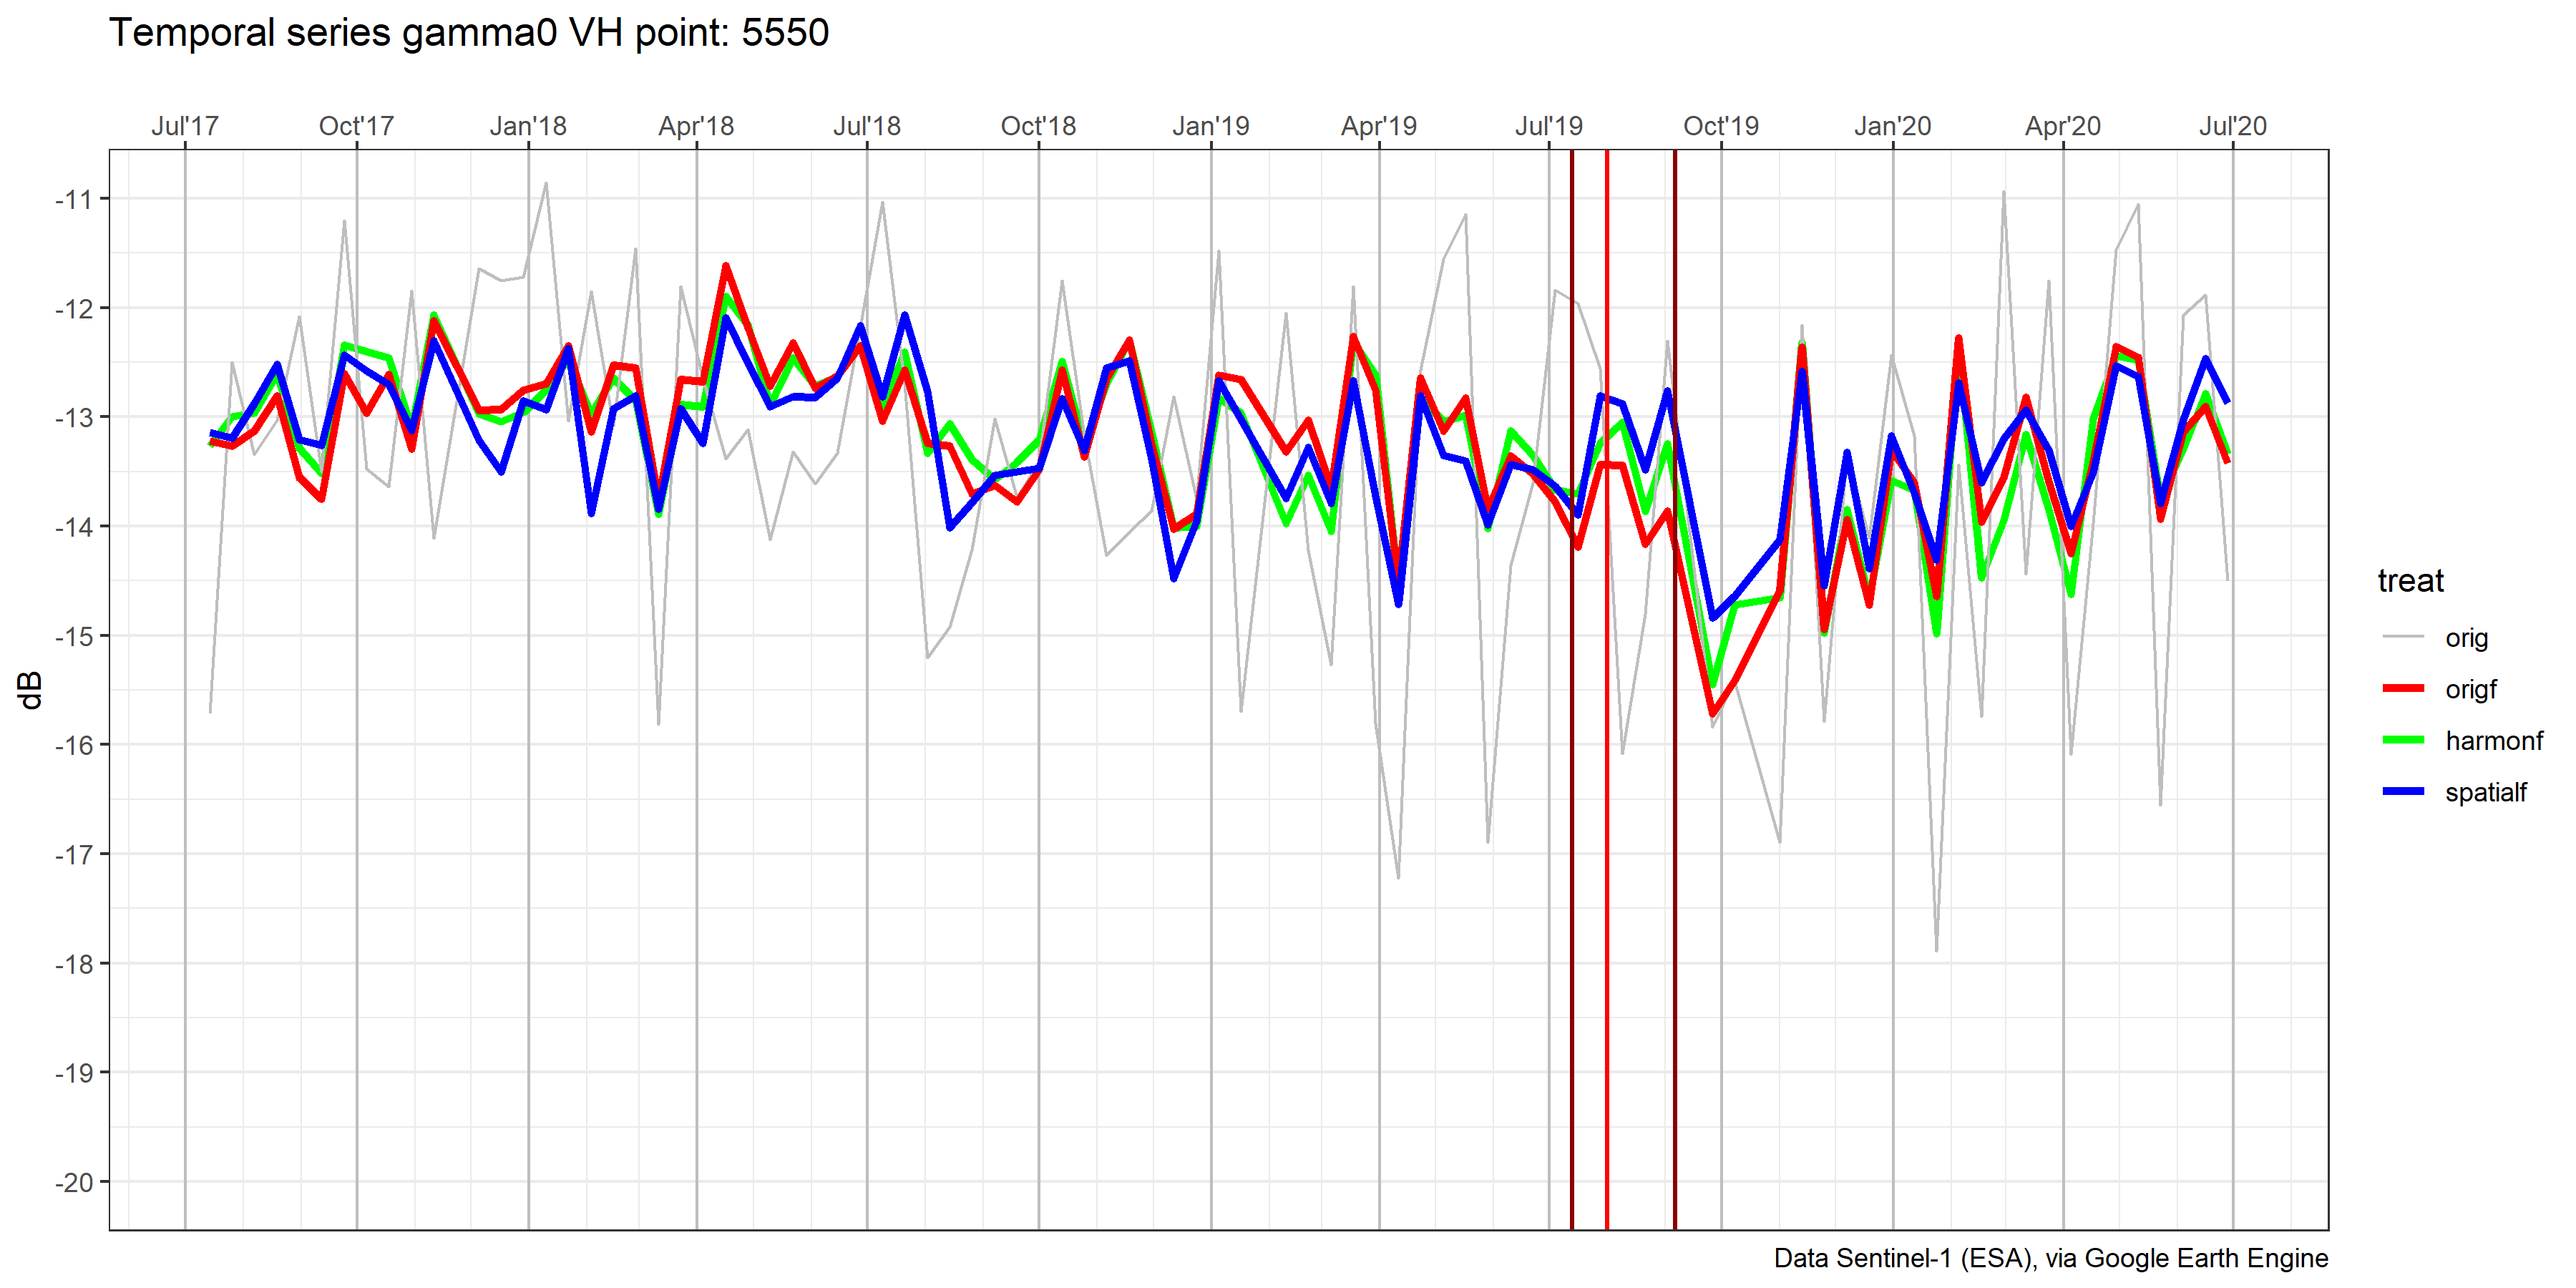 Temporal series gamma0 VH point: 5550
Jul'17 Oct'17 Jan'18 Apr'18 Jul'18 Oct'18 Jan'19 Apr'19 Jul'19 Oct'19 Jan'20 Apr'20 Jul'20
-11
-12
-13
-14
-15
-16
-17
-18
-19
-20
dB
treat
orig
origf
harmonf
spatialf
Data Sentinel-1 (ESA), via Google Earth Engine